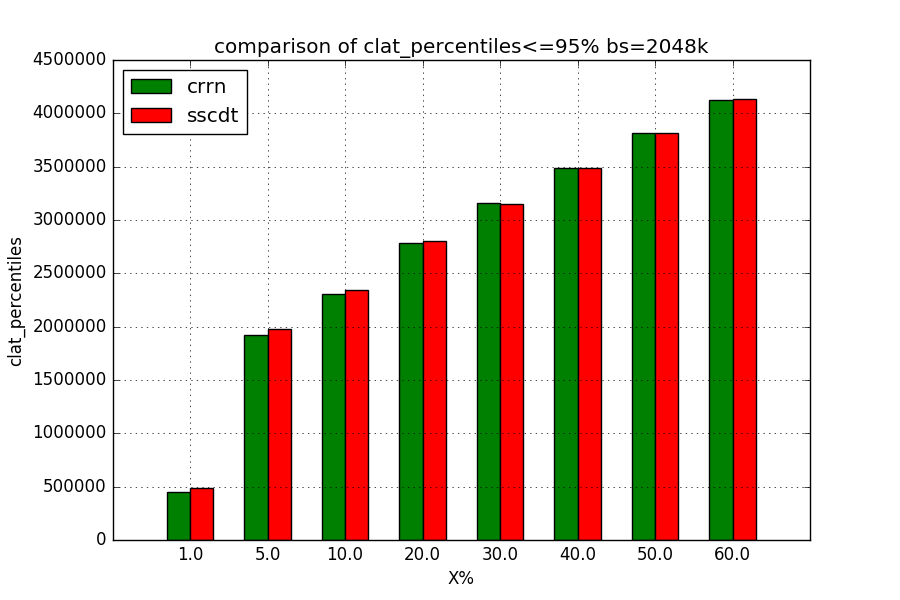 comparison of clat_percentiles<=95% bs=2048k
crrn
sscdt
4500000
4000000
3500000
3000000
2500000
2000000
1500000
1000000
500000
0
clat_percentiles
1.0 5.0 10.0 20.0 30.0 40.0 50.0 60.0
X%